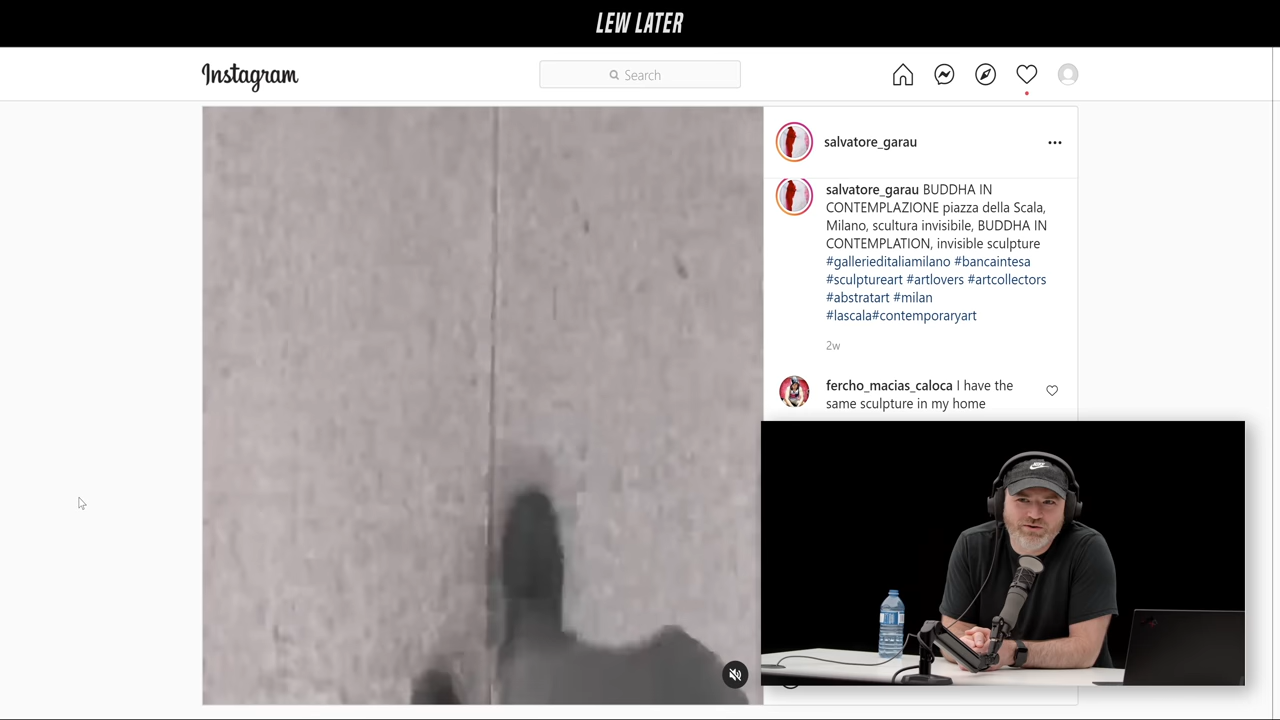 LEW LATER
Instagram
Search
salvatore_garau
salvatore_garau BUDDHA IN
CONTEMPLAZIONE piazza della Scala,
Milano, scultura invisibile, BUDDHA IN
CONTEMPLATION, invisible sculpture
#gallerieditaliamilano #bancaintesa
#sculptureart #artlovers #artcollectors
#abstratart #milan
#lascala#contemporaryart
2w
fercho_macias_caloca I have the
same sculpture in my home